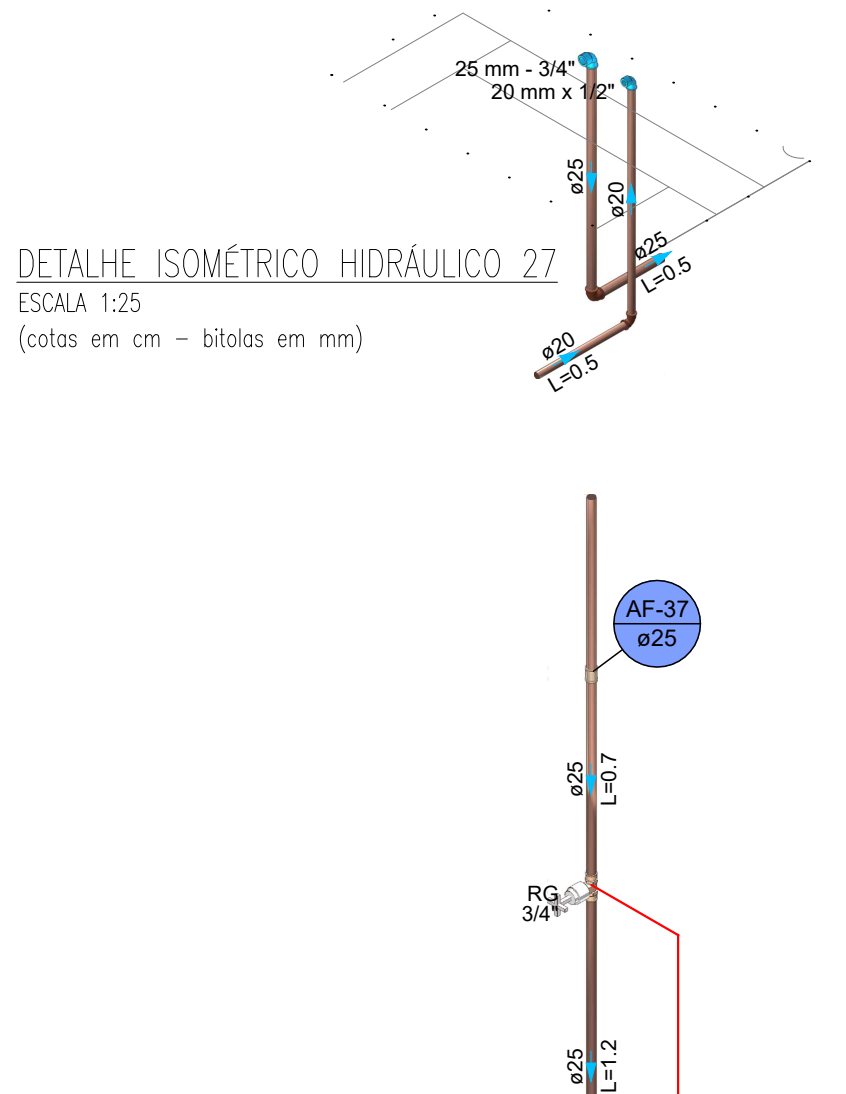 25 mm - 3/4"
20 mm x 1/2"
ø25
ø20
ø25
L=0.5
DETALHE ISOMÉTRICO HIDRÁULICO 27
ESCALA 1:25
(cotas em cm – bitolas em mm)
ø20
L=0.5
AF-37
ø25
ø25
L=0.7
RG
3/4"
ø25
L=1.2